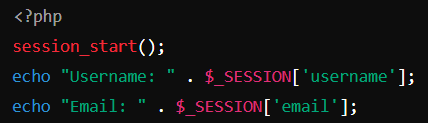 <?php
session_start();
echo "Username: " . $_SESSION['username'];
echo "Email: " . $_SESSION['email'];